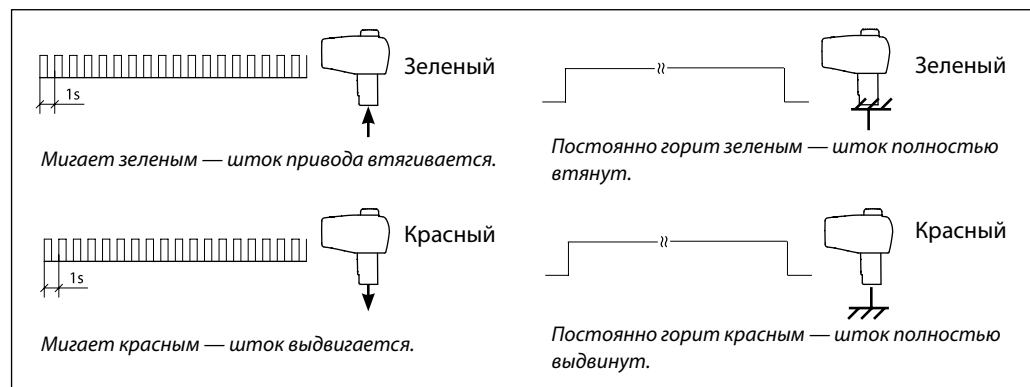 Зеленый
1s
Мигает зеленым — шток привода втягивается.
Зеленый
Постоянно горит зеленым — шток полностью
втянут.
Красный
1s
Мигает красным — шток выдвигается.
Красный
Постоянно горит красным — шток полностью
выдвинут.